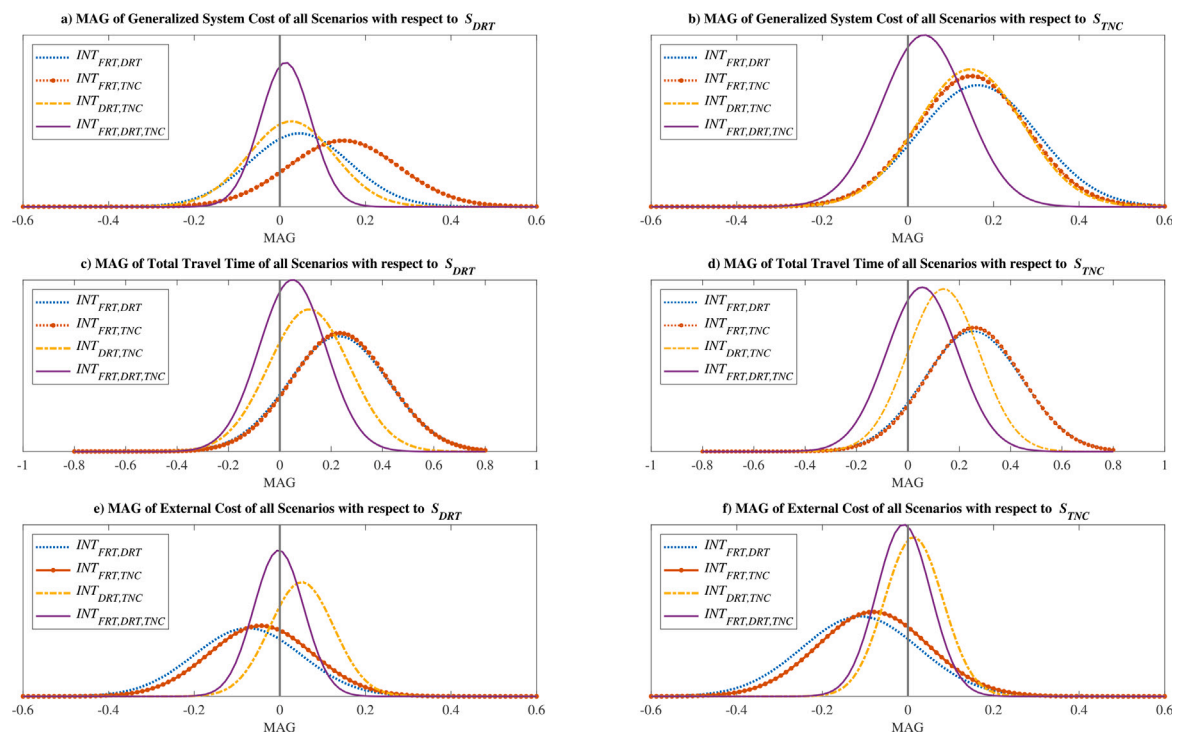 a) MAG of Generalized System Cost of all Scenarios with respect to S_DRT
INT_FRT,DRT
INT_FRT,TNC
INT_DRT,TNC
INT_FRT,DRT,TNC
-0.6 -0.4 -0.2 0 0.2 0.4 0.6
MAG
b) MAG of Generalized System Cost of all Scenarios with respect to S_TNC
INT_FRT,DRT
INT_FRT,TNC
INT_DRT,TNC
INT_FRT,DRT,TNC
-0.6 -0.4 -0.2 0 0.2 0.4 0.6
MAG
c) MAG of Total Travel Time of all Scenarios with respect to S_DRT
INT_FRT,DRT
INT_FRT,TNC
INT_DRT,TNC
INT_FRT,DRT,TNC
-1 -0.8 -0.6 -0.4 -0.2 0 0.2 0.4 0.6 0.8 1
MAG
d) MAG of Total Travel Time of all Scenarios with respect to S_TNC
INT_FRT,DRT
INT_FRT,TNC
INT_DRT,TNC
INT_FRT,DRT,TNC
-1 -0.8 -0.6 -0.4 -0.2 0 0.2 0.4 0.6 0.8 1
MAG
e) MAG of External Cost of all Scenarios with respect to S_DRT
INT_FRT,DRT
INT_FRT,TNC
INT_DRT,TNC
INT_FRT,DRT,TNC
-0.6 -0.4 -0.2 0 0.2 0.4 0.6
MAG
f) MAG of External Cost of all Scenarios with respect to S_TNC
INT_FRT,DRT
INT_FRT,TNC
INT_DRT,TNC
INT_FRT,DRT,TNC
-0.6 -0.4 -0.2 0 0.2 0.4 0.6
MAG